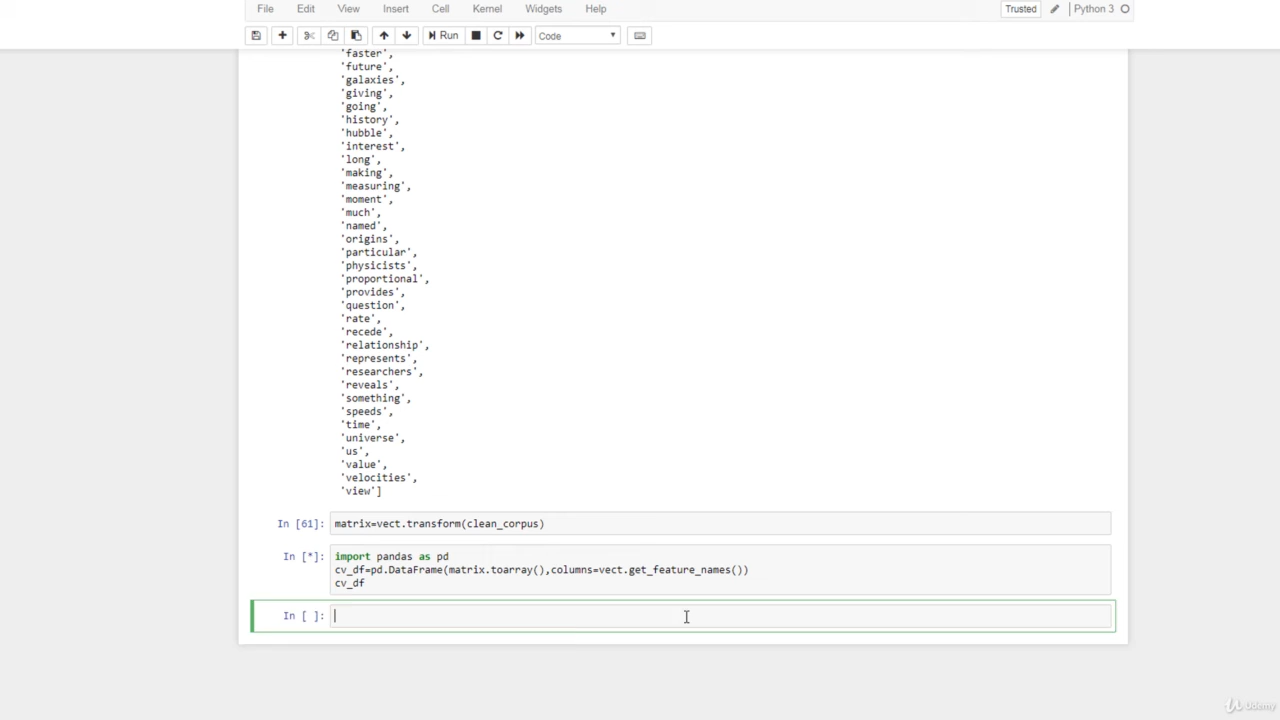 File Edit View Insert Cell Kernel Widgets Help Trusted Python 3
Run Code
'faster',
'future',
'galaxies',
'giving',
'going',
'history',
'hubble',
'interest',
'long',
'making',
'measuring',
'moment',
'much',
'named',
'origins',
'particular',
'physicists',
'proportional',
'provides',
'question',
'rate',
'recede',
'relationship',
'represents',
'researchers',
'reveals',
'something',
'speeds',
'time',
'universe',
'us',
'value',
'velocities',
'view']
In [61]: matrix=vect.transform(clean_corpus)
In [*]: import pandas as pd
cv_df=pd.DataFrame(matrix.toarray(),columns=vect.get_feature_names())
cv_df
In [ ]:
Udemy